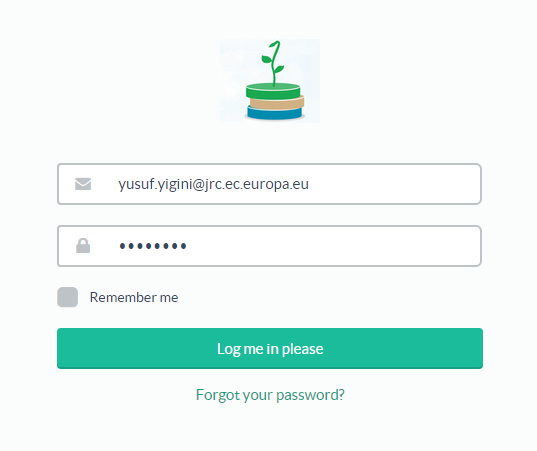 yusuf.yigini@jrc.ec.europa.eu
••••••••
Remember me
Log me in please
Forgot your password?